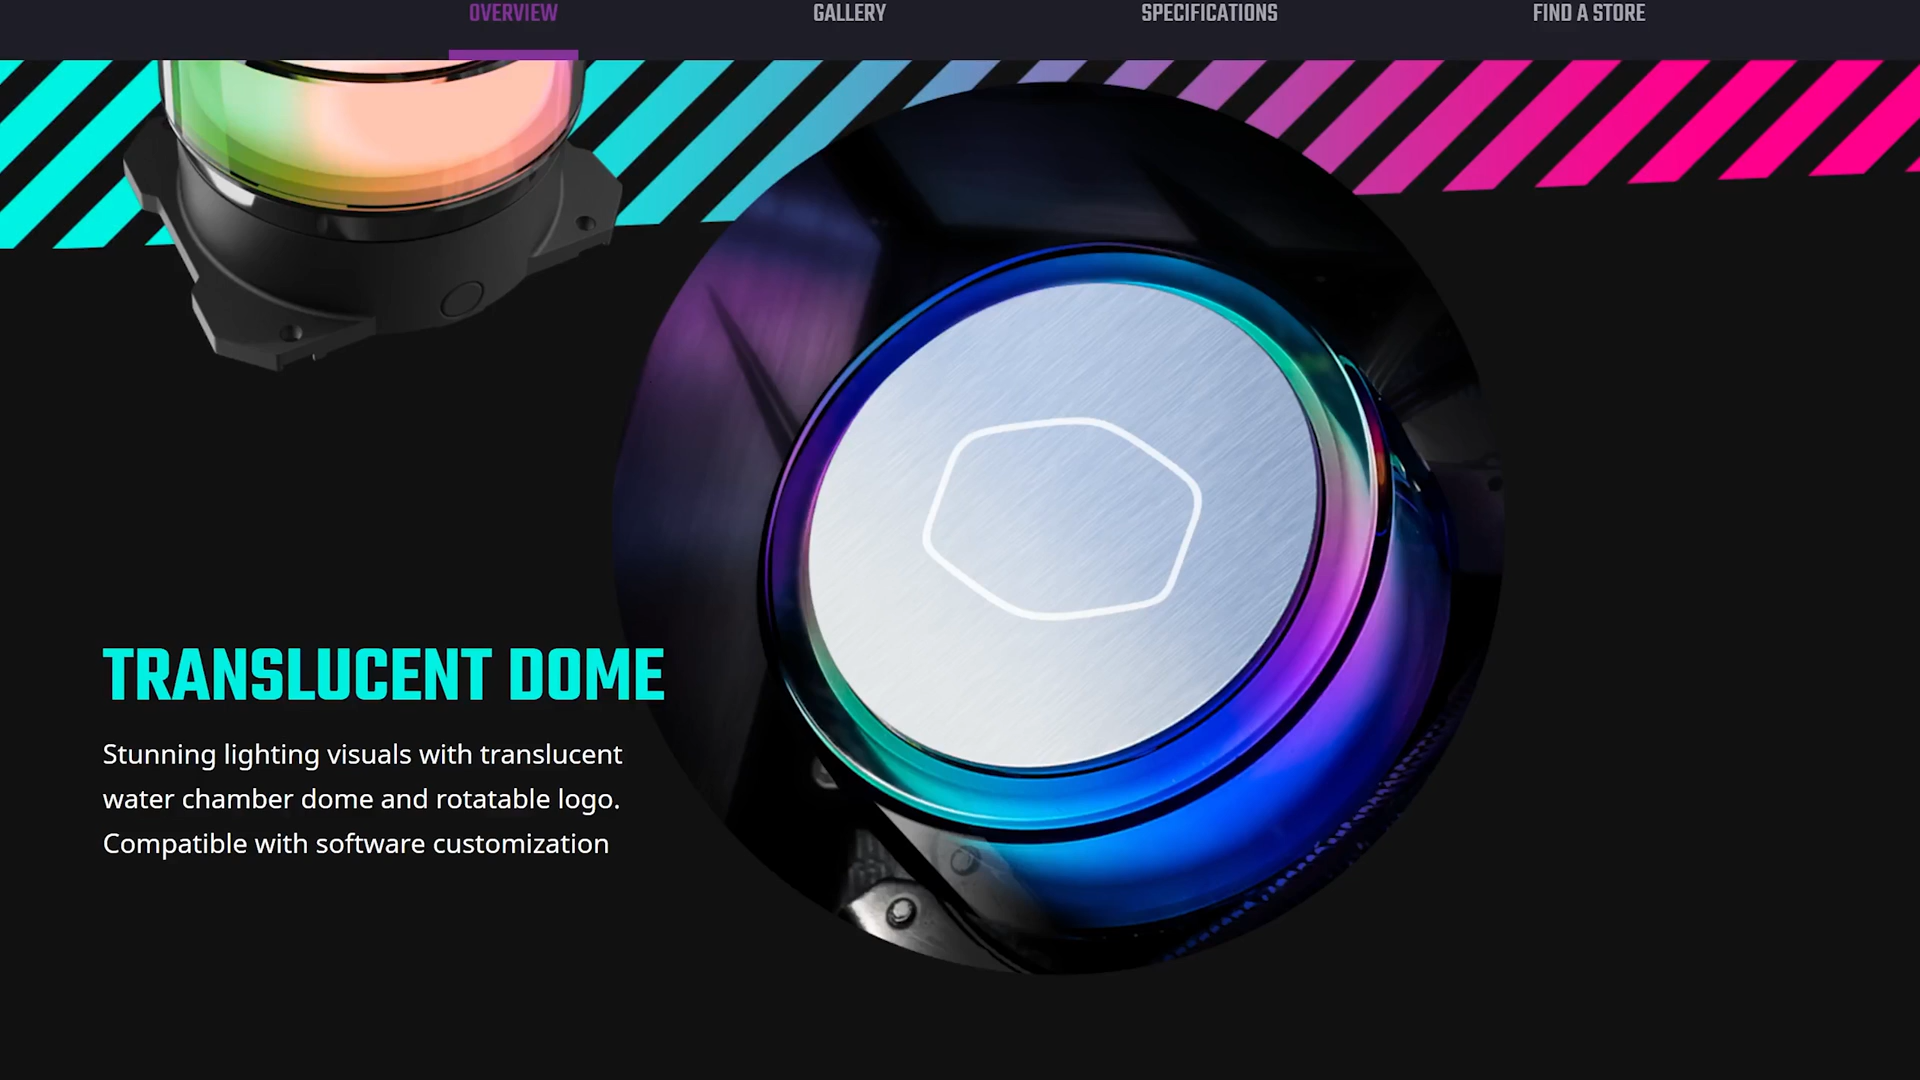 OVERVIEW
GALLERY
SPECIFICATIONS
FIND A STORE
TRANSLUCENT DOME
Stunning lighting visuals with translucent
water chamber dome and rotatable logo.
Compatible with software customization